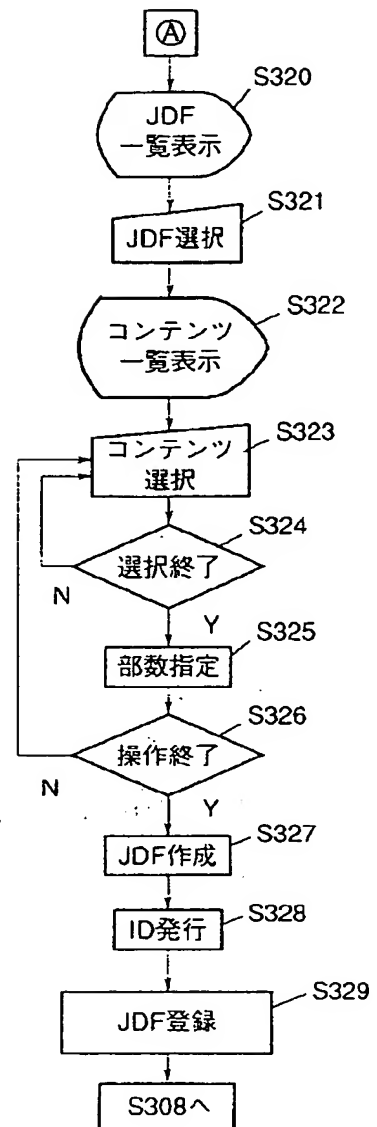 Ⓐ
S320
JDF
一覧表示
S321
JDF選択
S322
コンテンツ
一覧表示
S323
コンテンツ
選択
S324
選択終了
N
Y
S325
部数指定
S326
操作終了
N
Y
S327
JDF作成
S328
ID発行
S329
JDF登録
S308へ